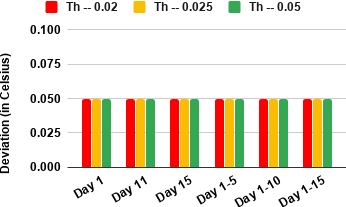 Th -- 0.02 Th -- 0.025 Th -- 0.05
Deviation (in Celsius)
0.100
0.075
0.050
0.025
0.000
Day 1 Day 11 Day 15 Day 1-5 Day 1-10 Day 1-15